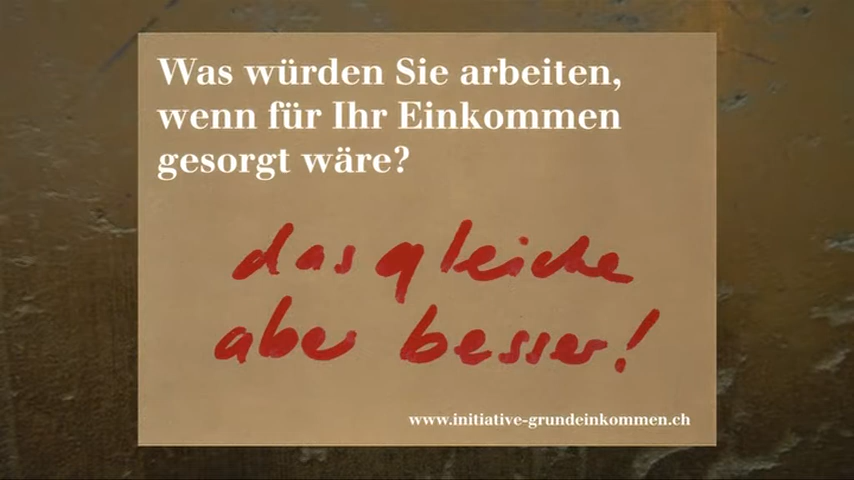 Was würden Sie arbeiten,
wenn für Ihr Einkommen
gesorgt wäre?
das gleiche
aber besser!
www.initiative-grundeinkommen.ch